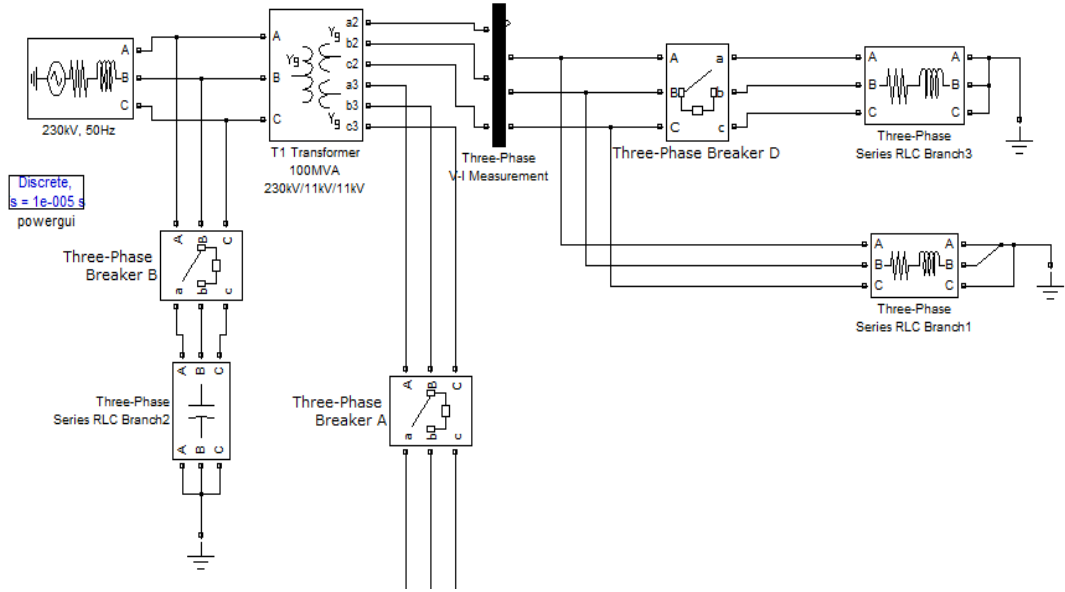 A
B
C
230kV, 50Hz
A
B
C
Yg
Yg
Yg
a2
b2
c2
a3
b3
c3
T1 Transformer
100MVA
230kV/11kV/11kV
Three-Phase
V-I Measurement
A
B
C
a
b
c
Three-Phase Breaker D
A
B
C
A
B
C
Three-Phase
Series RLC Branch3
Discrete,
s = 1e-005 s
powergui
A B C
a b c
Three-Phase
Breaker B
A
B
C
A
B
C
Three-Phase
Series RLC Branch1
A B C
A B C
Three-Phase
Series RLC Branch2
A B C
a b c
Three-Phase
Breaker A